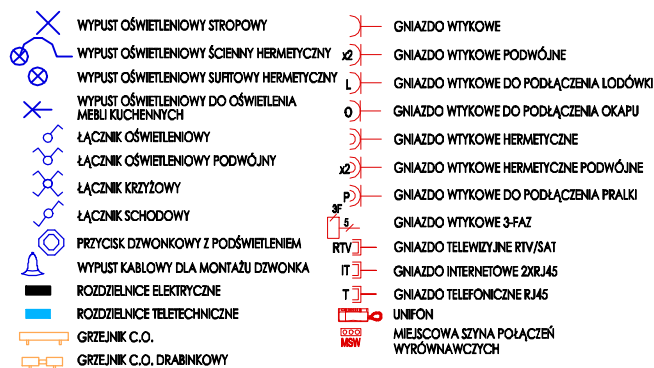 WYPUST OŚWIETLENIOWY STROPOWY
WYPUST OŚWIETLENIOWY ŚCIENNY HERMETYCZNY
WYPUST OŚWIETLENIOWY SUFITOWY HERMETYCZNY
WYPUST OŚWIETLENIOWY DO OŚWIETLENIA
MEBLI KUCHENNYCH
ŁĄCZNIK OŚWIETLENIOWY
ŁĄCZNIK OŚWIETLENIOWY PODWÓJNY
ŁĄCZNIK KRZYŻOWY
ŁĄCZNIK SCHODOWY
PRZYCISK DZWONKOWY Z PODŚWIETLENIEM
WYPUST KABLOWY DLA MONTAŻU DZWONKA
ROZDZIELNICE ELEKTRYCZNE
ROZDZIELNICE TELETECHNICZNE
GRZEJNIK C.O.
GRZEJNIK C.O. DRABINKOWY
GNIAZDO WTYKOWE
x2 GNIAZDO WTYKOWE PODWÓJNE
L GNIAZDO WTYKOWE DO PODŁĄCZENIA LODÓWKI
O GNIAZDO WTYKOWE DO PODŁĄCZENIA OKAPU
GNIAZDO WTYKOWE HERMETYCZNE
x2 GNIAZDO WTYKOWE HERMETYCZNE PODWÓJNE
P GNIAZDO WTYKOWE DO PODŁĄCZENIA PRALKI
3F
5 GNIAZDO WTYKOWE 3-FAZ
RTV GNIAZDO TELEWIZYJNE RTV/SAT
IT GNIAZDO INTERNETOWE 2XRJ45
T GNIAZDO TELEFONICZNE RJ45
UNIFON
MIEJSCOWA SZYNA POŁĄCZEŃ
MSW WYRÓWNAWCZYCH